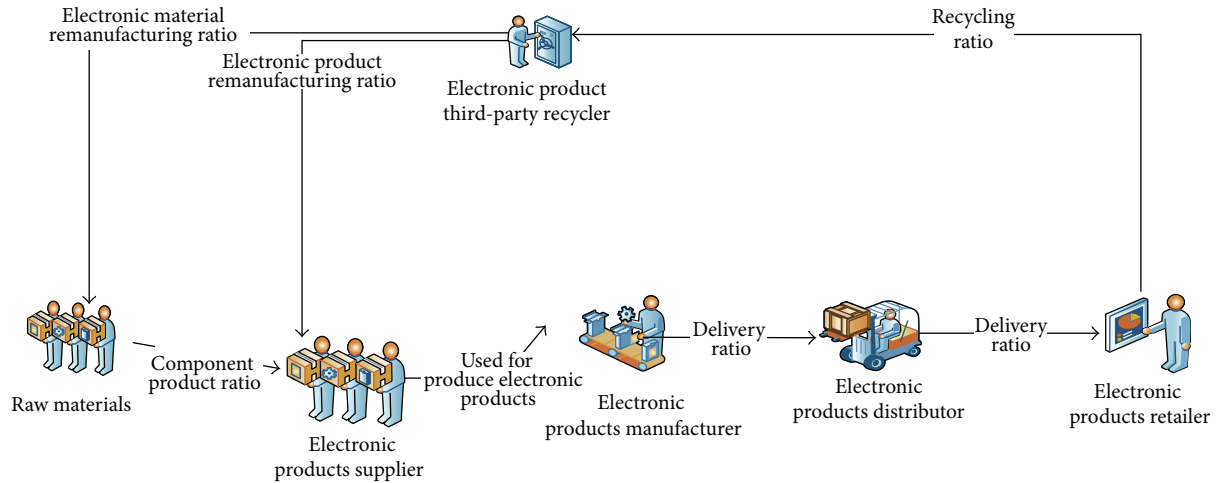 Electronic material
remanufacturing ratio
Electronic product
remanufacturing ratio
Electronic product
third-party recycler
Recycling
ratio
Raw materials
Component
product ratio
Electronic
products supplier
Used for
produce electronic
products
Electronic
products manufacturer
Delivery
ratio
Electronic
products distributor
Delivery
ratio
Electronic
products retailer